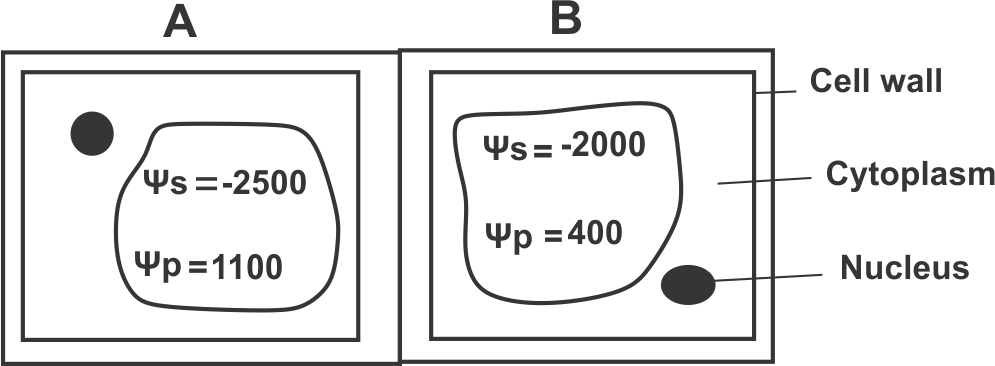 A
B
Cell wall
Ψs = -2500
Ψs = -2000
Cytoplasm
Ψp = 1100
Ψp = 400
Nucleus